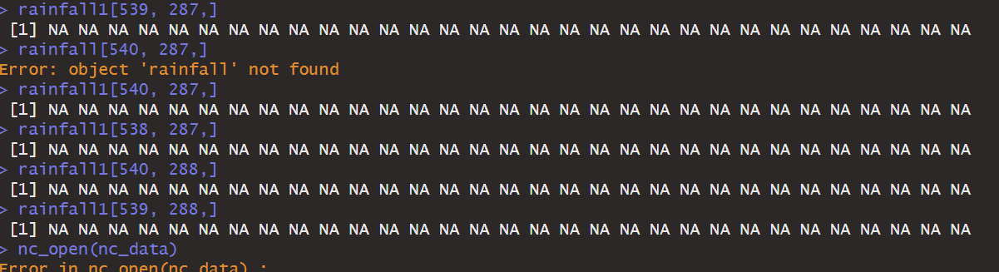 > rainfall1[539, 287,]
[1] NA NA NA NA NA NA NA NA NA NA NA NA NA NA NA NA NA NA NA NA NA NA NA NA NA NA NA NA NA NA NA
> rainfall[540, 287,]
Error: object 'rainfall' not found
> rainfall1[540, 287,]
[1] NA NA NA NA NA NA NA NA NA NA NA NA NA NA NA NA NA NA NA NA NA NA NA NA NA NA NA NA NA NA NA
> rainfall1[538, 287,]
[1] NA NA NA NA NA NA NA NA NA NA NA NA NA NA NA NA NA NA NA NA NA NA NA NA NA NA NA NA NA NA NA
> rainfall1[540, 288,]
[1] NA NA NA NA NA NA NA NA NA NA NA NA NA NA NA NA NA NA NA NA NA NA NA NA NA NA NA NA NA NA NA
> rainfall1[539, 288,]
[1] NA NA NA NA NA NA NA NA NA NA NA NA NA NA NA NA NA NA NA NA NA NA NA NA NA NA NA NA NA NA NA
> nc_open(nc_data)
Error in nc_open(nc_data) :